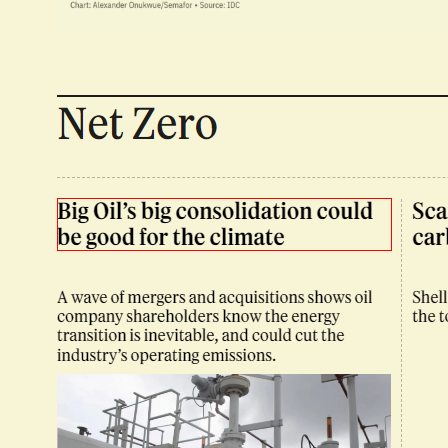 Chart: Alexander Onukwue/Semafor • Source: IDC
Net Zero
Big Oil's big consolidation could
be good for the climate
A wave of mergers and acquisitions shows oil
company shareholders know the energy
transition is inevitable, and could cut the
industry's operating emissions.
Sca
carl
Shell
the t